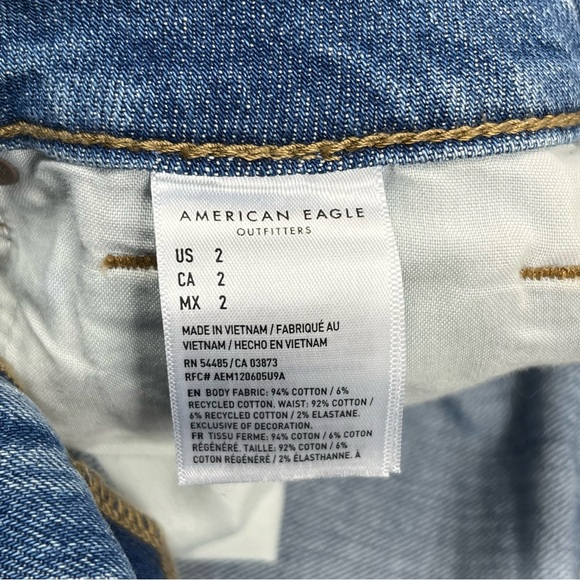 AMERICAN EAGLE
OUTFITTERS
US 2
CA 2
MX 2
MADE IN VIETNAM / FABRIQUÉ AU
VIETNAM / HECHO EN VIETNAM
RN 54485 / CA 03873
RFC# AEM120605U9A
EN BODY FABRIC: 94% COTTON / 6%
RECYCLED COTTON. WAIST: 92% COTTON /
6% RECYCLED COTTON / 2% ELASTANE.
EXCLUSIVE OF DECORATION.
FR TISSU FERME: 94% COTON / 6% COTON
RÉGÉNÉRÉ. TAILLE: 92% COTON / 6%
COTON RÉGÉNÉRÉ / 2% ÉLASTHANNE. À